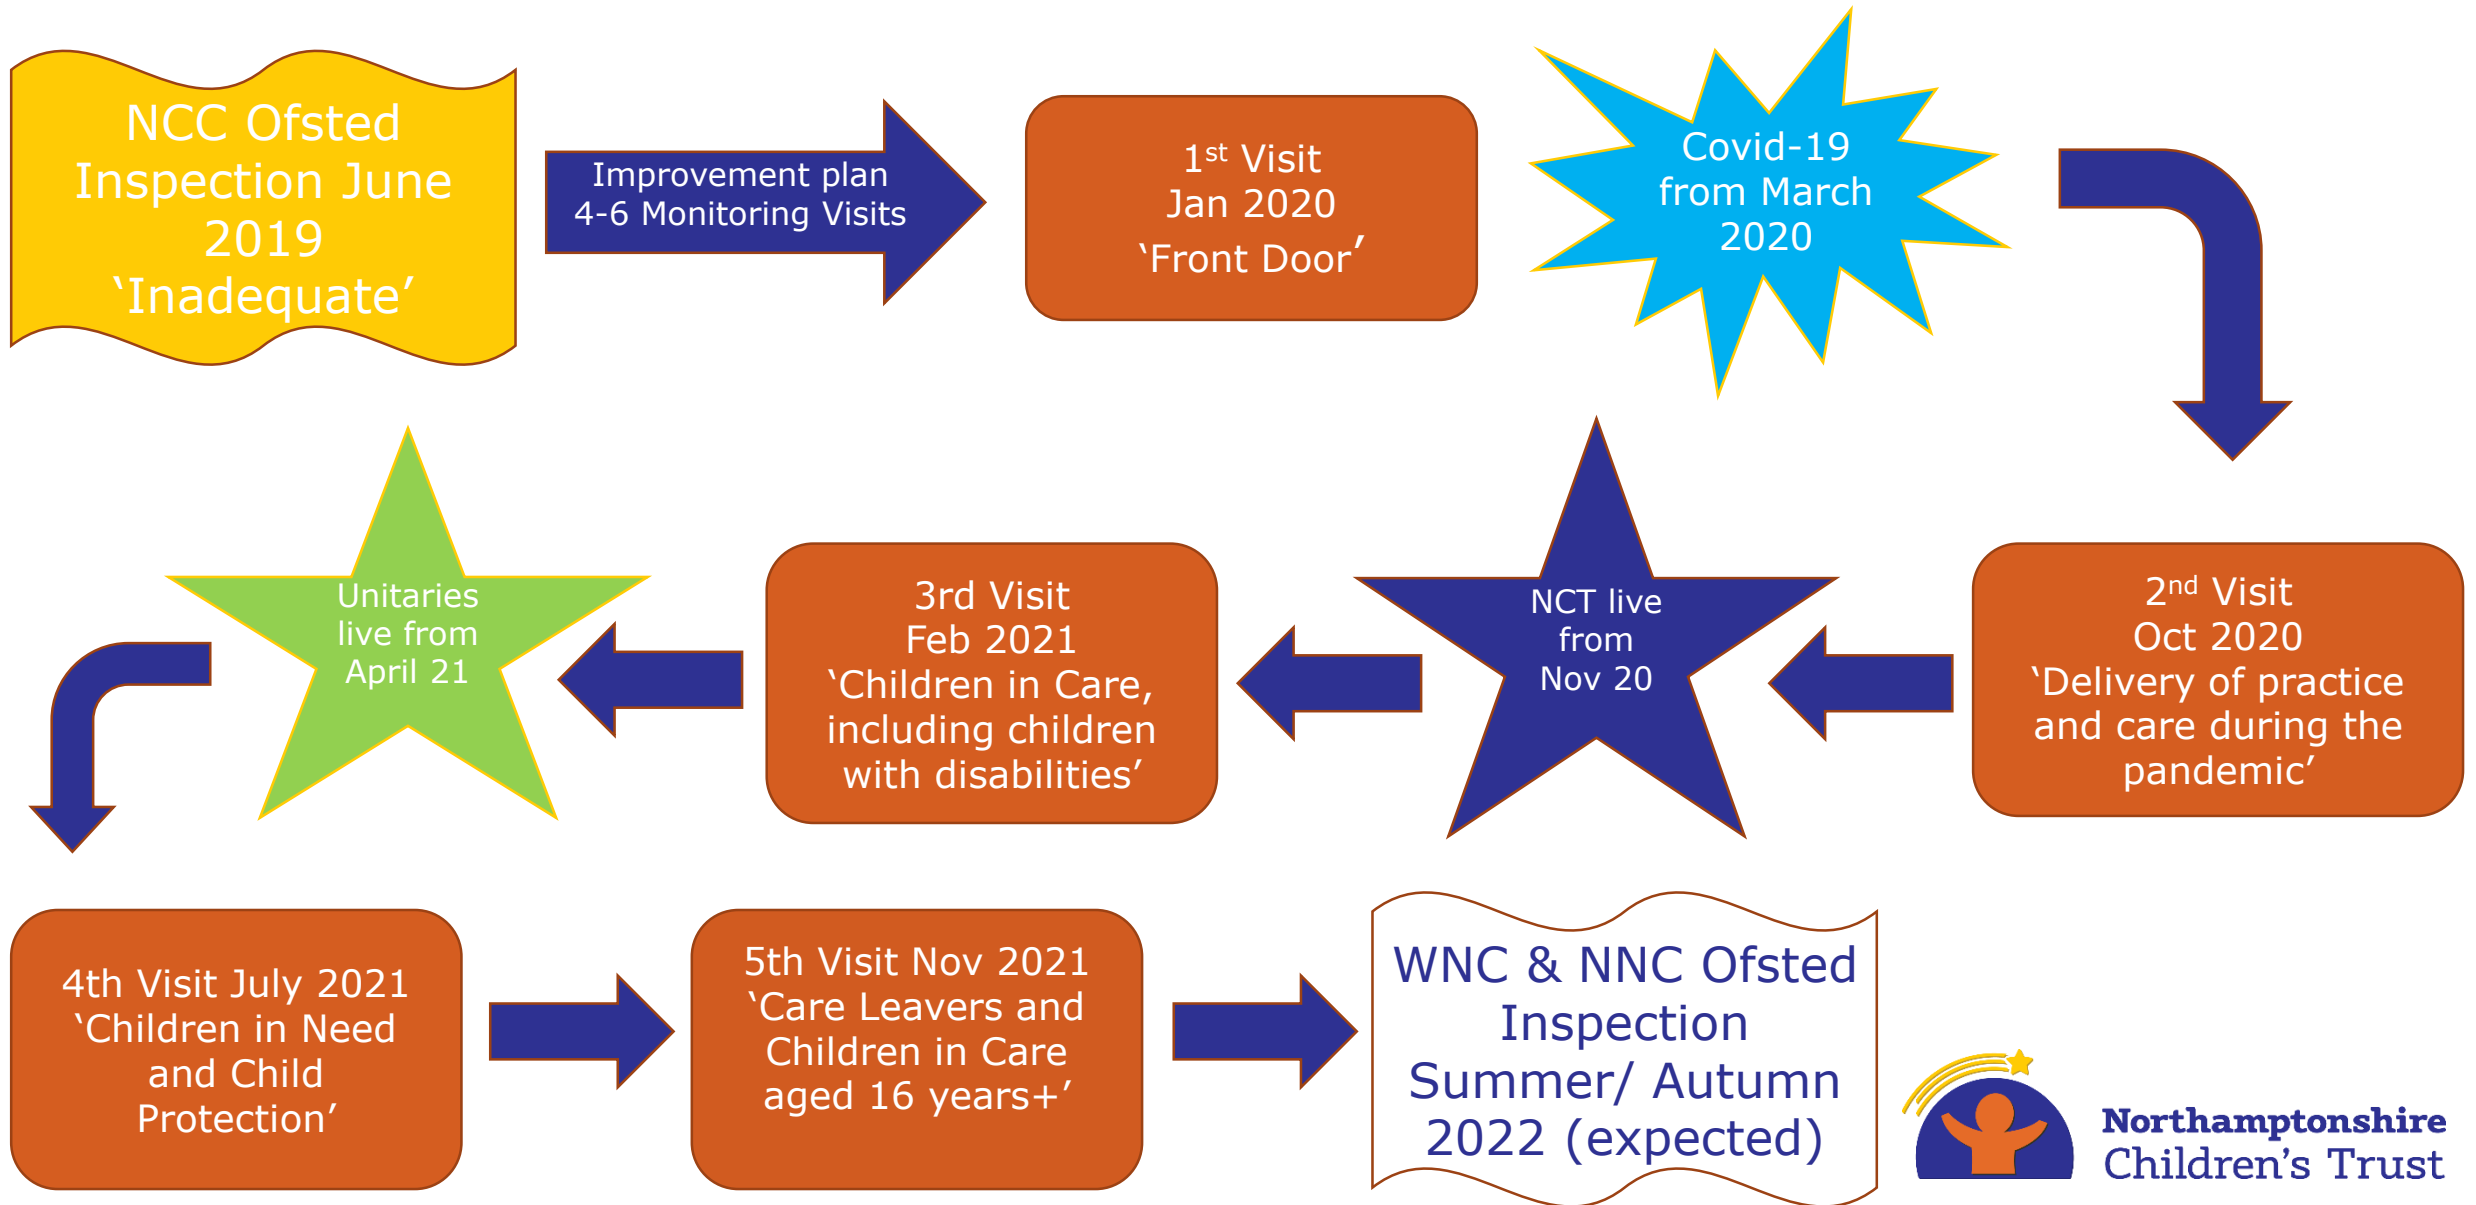 NCC Ofsted
Inspection June
2019
‘Inadequate’
Improvement plan
4-6 Monitoring Visits
1st Visit
Jan 2020
‘Front Door’
Covid-19
from March
2020
2nd Visit
Oct 2020
‘Delivery of practice
and care during the
pandemic’
NCT live
from
Nov 20
3rd Visit
Feb 2021
‘Children in Care,
including children
with disabilities’
Unitaries
live from
April 21
4th Visit July 2021
‘Children in Need
and Child
Protection’
5th Visit Nov 2021
‘Care Leavers and
Children in Care
aged 16 years+’
WNC & NNC Ofsted
Inspection
Summer/ Autumn
2022 (expected)
Northamptonshire
Children’s Trust